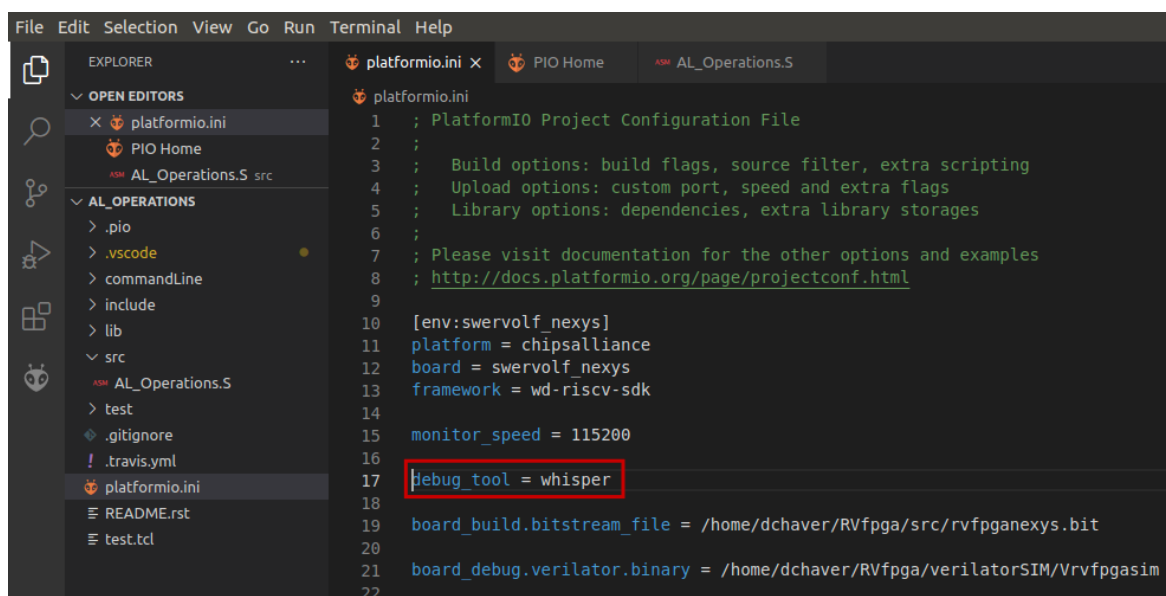 File Edit Selection View Go Run Terminal Help
EXPLORER ···
OPEN EDITORS
platformio.ini
PIO Home
ASM AL_Operations.S src
AL_OPERATIONS
.pio
.vscode
commandLine
include
lib
src
ASM AL_Operations.S
test
.gitignore
! .travis.yml
platformio.ini
README.rst
test.tcl
platformio.ini PIO Home ASM AL_Operations.S
platformio.ini
1 ; PlatformIO Project Configuration File
2 ;
3 ;   Build options: build flags, source filter, extra scripting
4 ;   Upload options: custom port, speed and extra flags
5 ;   Library options: dependencies, extra library storages
6 ;
7 ; Please visit documentation for the other options and examples
8 ; http://docs.platformio.org/page/projectconf.html
9
10 [env:swervolf_nexys]
11 platform = chipsalliance
12 board = swervolf_nexys
13 framework = wd-riscv-sdk
14
15 monitor_speed = 115200
16
17 debug_tool = whisper
18
19 board_build.bitstream_file = /home/dchaver/RVfpga/src/rvfpganexys.bit
20
21 board_debug.verilator.binary = /home/dchaver/RVfpga/verilatorSIM/Vrvfpgasim
22